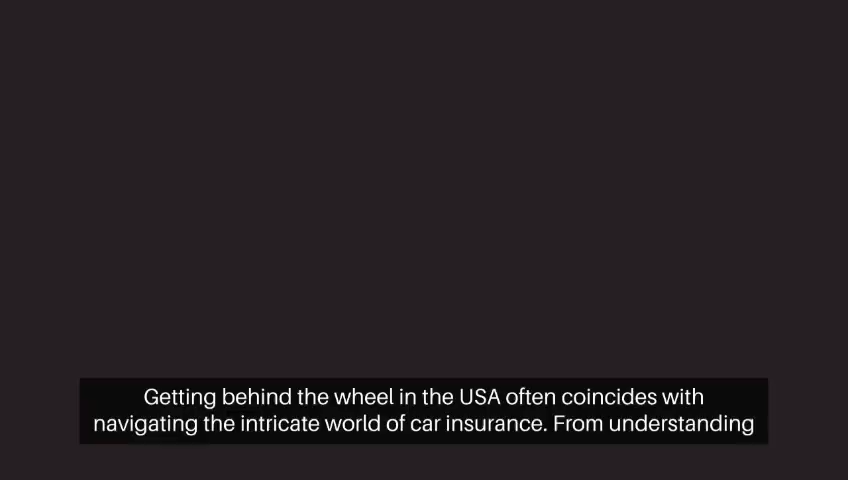 Getting behind the wheel in the USA often coincides with
navigating the intricate world of car insurance. From understanding